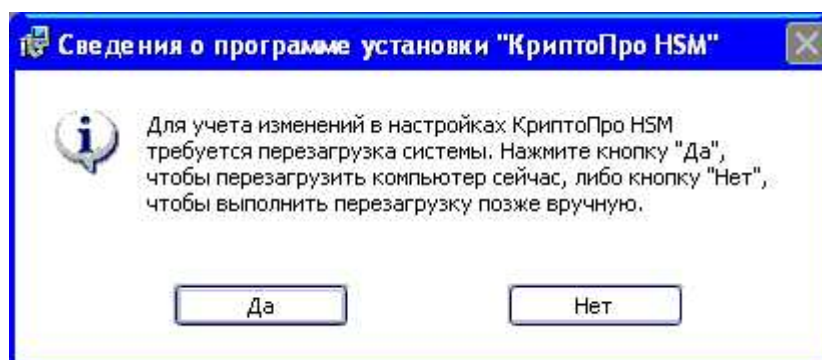 Сведения о программе установки "КриптоПро HSM"
Для учета изменений в настройках КриптоПро HSM
требуется перезагрузка системы. Нажмите кнопку "Да",
чтобы перезагрузить компьютер сейчас, либо кнопку "Нет",
чтобы выполнить перезагрузку позже вручную.
Да
Нет